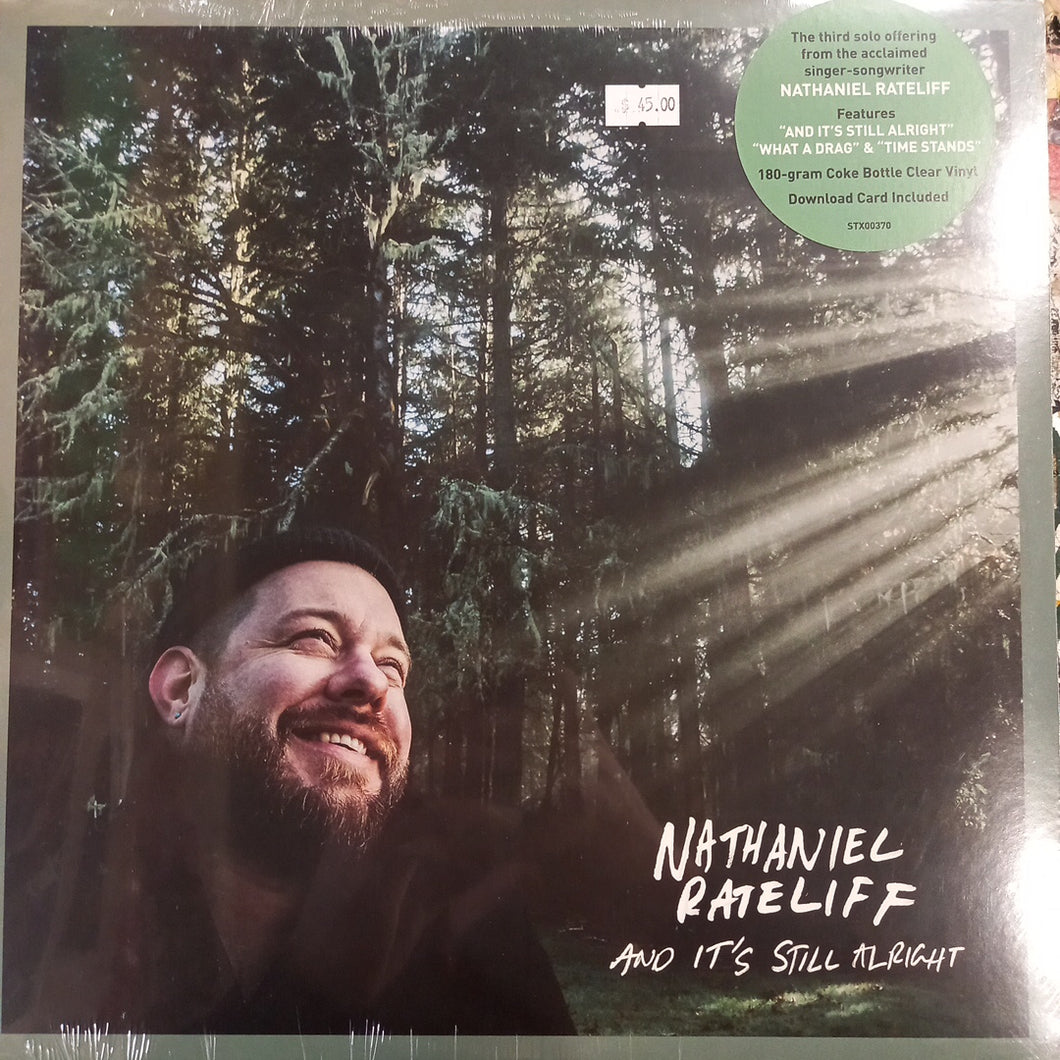 The third solo offering
from the acclaimed
singer-songwriter
NATHANIEL RATELIFF
Features
“AND IT’S STILL ALRIGHT”
“WHAT A DRAG” & “TIME STANDS”
180-gram Coke Bottle Clear Vinyl
Download Card Included
STX00370
$ 45.00
NATHANIEL
RATELIFF
AND IT'S STILL ALRIGHT